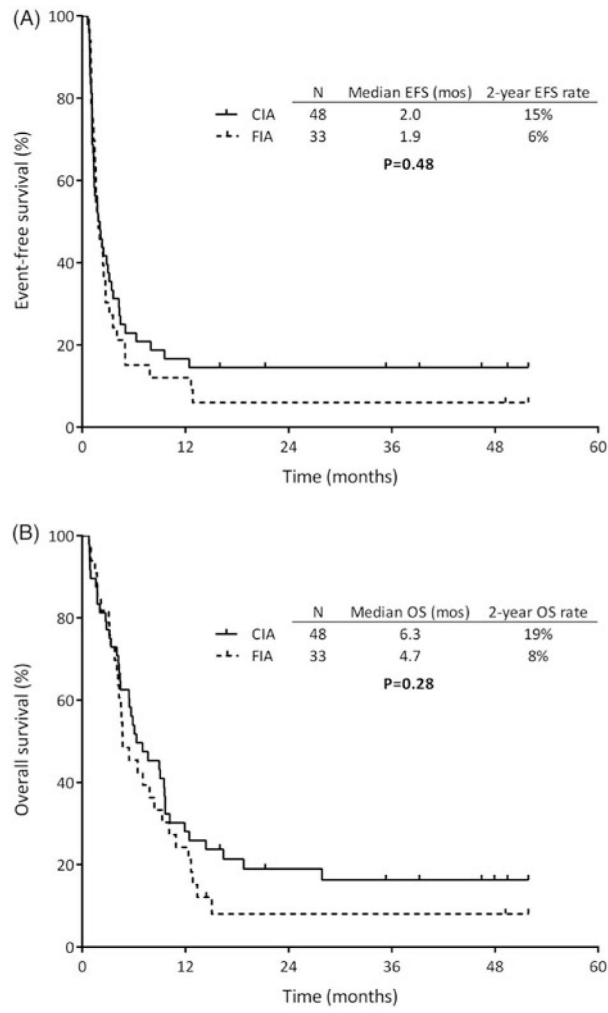 (A)
100
80
60
40
20
0
Event-free survival (%)
N Median EFS (mos) 2-year EFS rate
CIA 48 2.0 15%
FIA 33 1.9 6%
P=0.48
0 12 24 36 48 60
Time (months)
(B)
100
80
60
40
20
0
Overall survival (%)
N Median OS (mos) 2-year OS rate
CIA 48 6.3 19%
FIA 33 4.7 8%
P=0.28
0 12 24 36 48 60
Time (months)